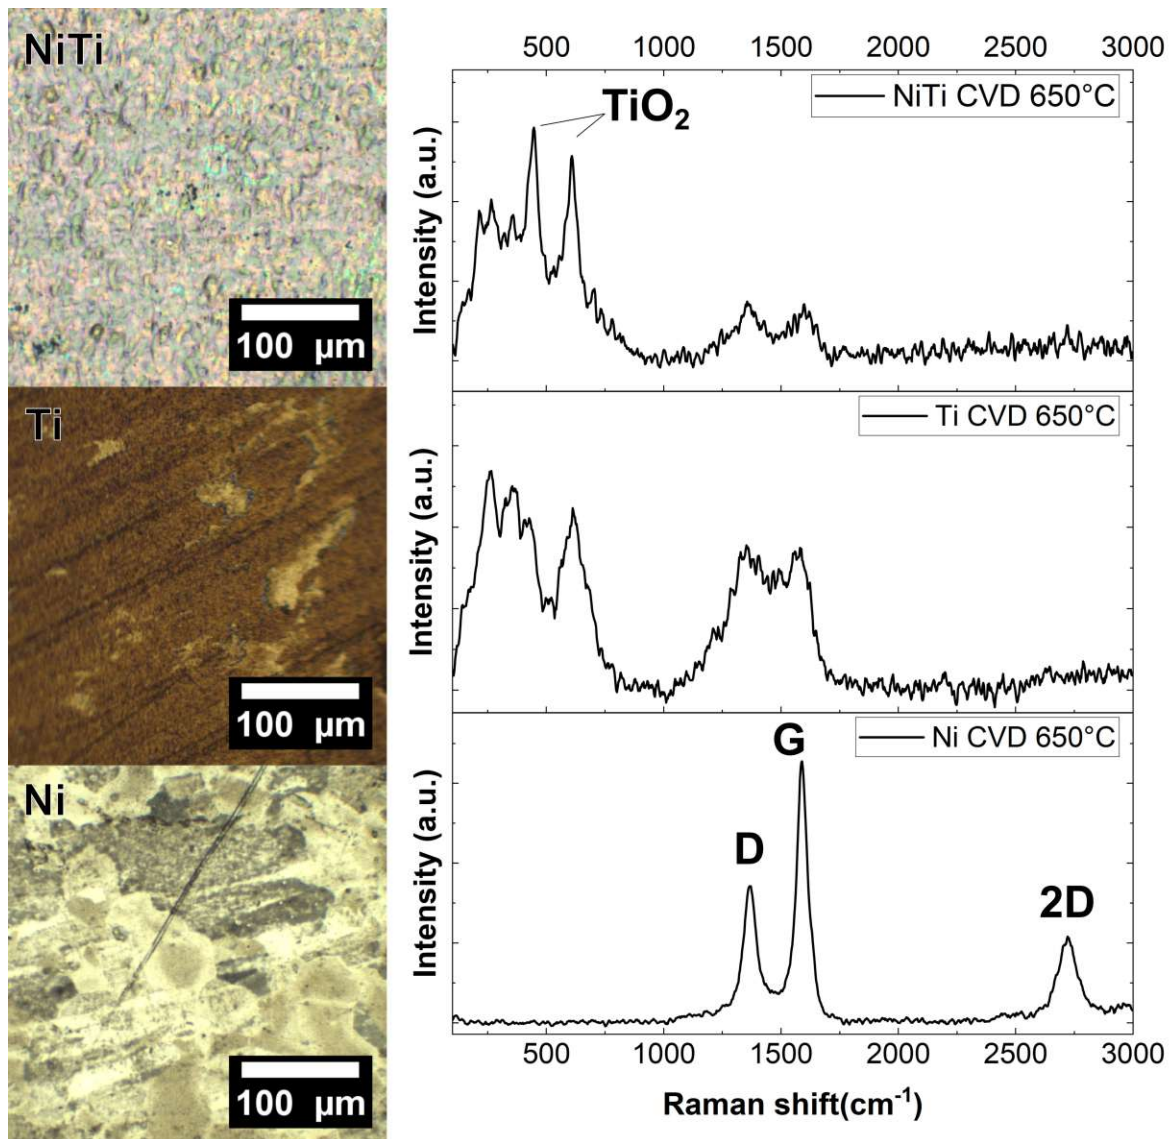 NiTi
100 µm
Ti
100 µm
Ni
100 µm
500 1000 1500 2000 2500 3000
TiO₂
NiTi CVD 650°C
Intensity (a.u.)
Ti CVD 650°C
Intensity (a.u.)
Ni CVD 650°C
G
D
2D
Intensity (a.u.)
500 1000 1500 2000 2500 3000
Raman shift(cm⁻¹)